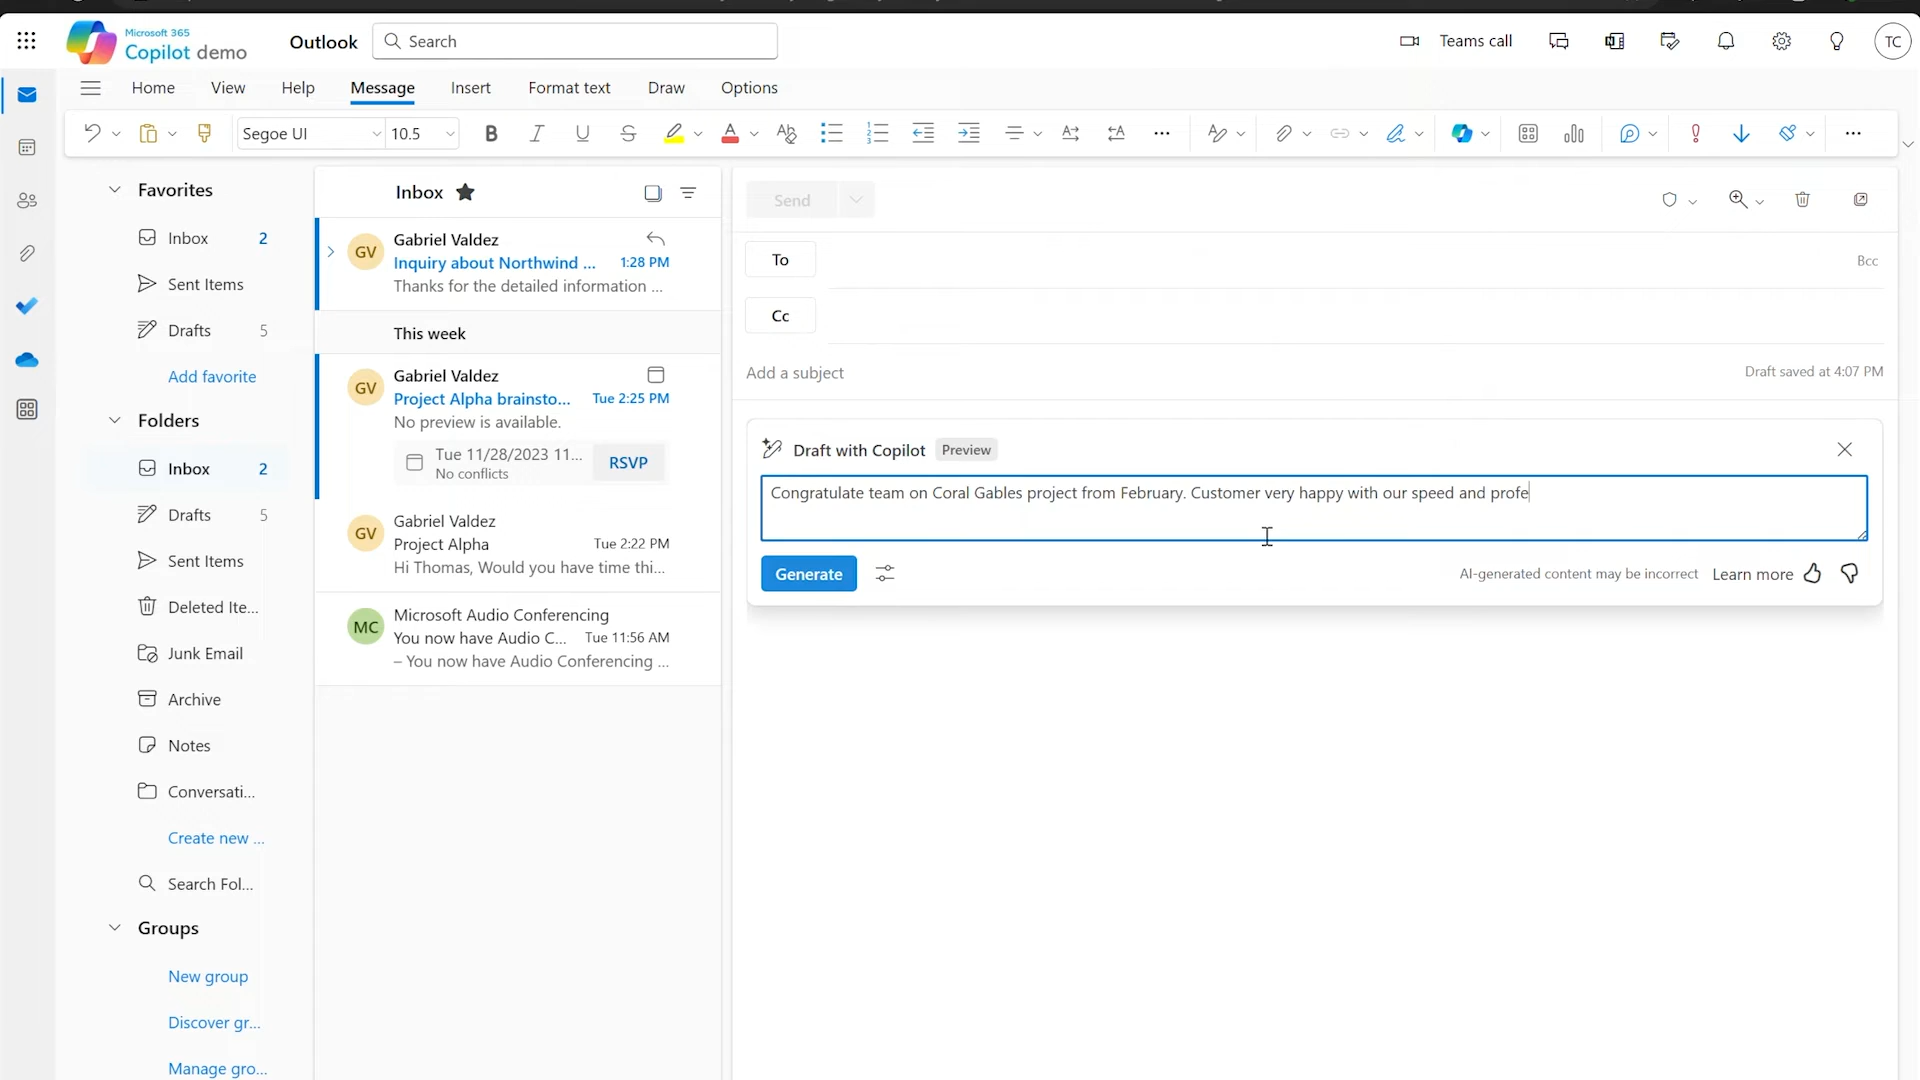 Microsoft 365
Copilot demo
Outlook
Search
Teams call
TC
Home
View
Help
Message
Insert
Format text
Draw
Options
Segoe UI
10.5
Favorites
Inbox 2
Sent Items
Drafts 5
Add favorite
Folders
Inbox 2
Drafts 5
Sent Items
Deleted Ite...
Junk Email
Archive
Notes
Conversati...
Create new ...
Search Fol...
Groups
New group
Discover gr...
Manage gro...
Inbox
GV
Gabriel Valdez
Inquiry about Northwind ... 1:28 PM
Thanks for the detailed information ...
This week
GV
Gabriel Valdez
Project Alpha brainsto... Tue 2:25 PM
No preview is available.
Tue 11/28/2023 11...
No conflicts
RSVP
GV
Gabriel Valdez
Project Alpha Tue 2:22 PM
Hi Thomas, Would you have time thi...
MC
Microsoft Audio Conferencing
You now have Audio C... Tue 11:56 AM
– You now have Audio Conferencing ...
Send
To
Bcc
Cc
Add a subject
Draft saved at 4:07 PM
Draft with Copilot Preview
Congratulate team on Coral Gables project from February. Customer very happy with our speed and profe
Generate
AI-generated content may be incorrect Learn more